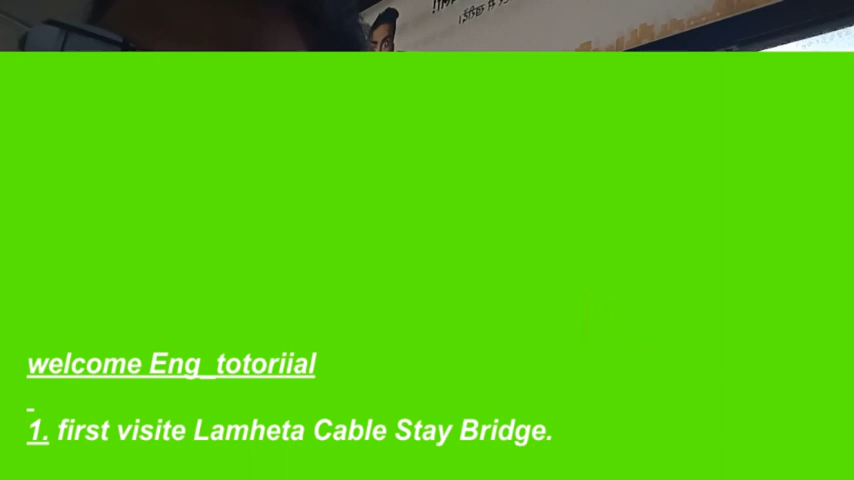 welcome Eng_totoriial
1. first visite Lamheta Cable Stay Bridge.